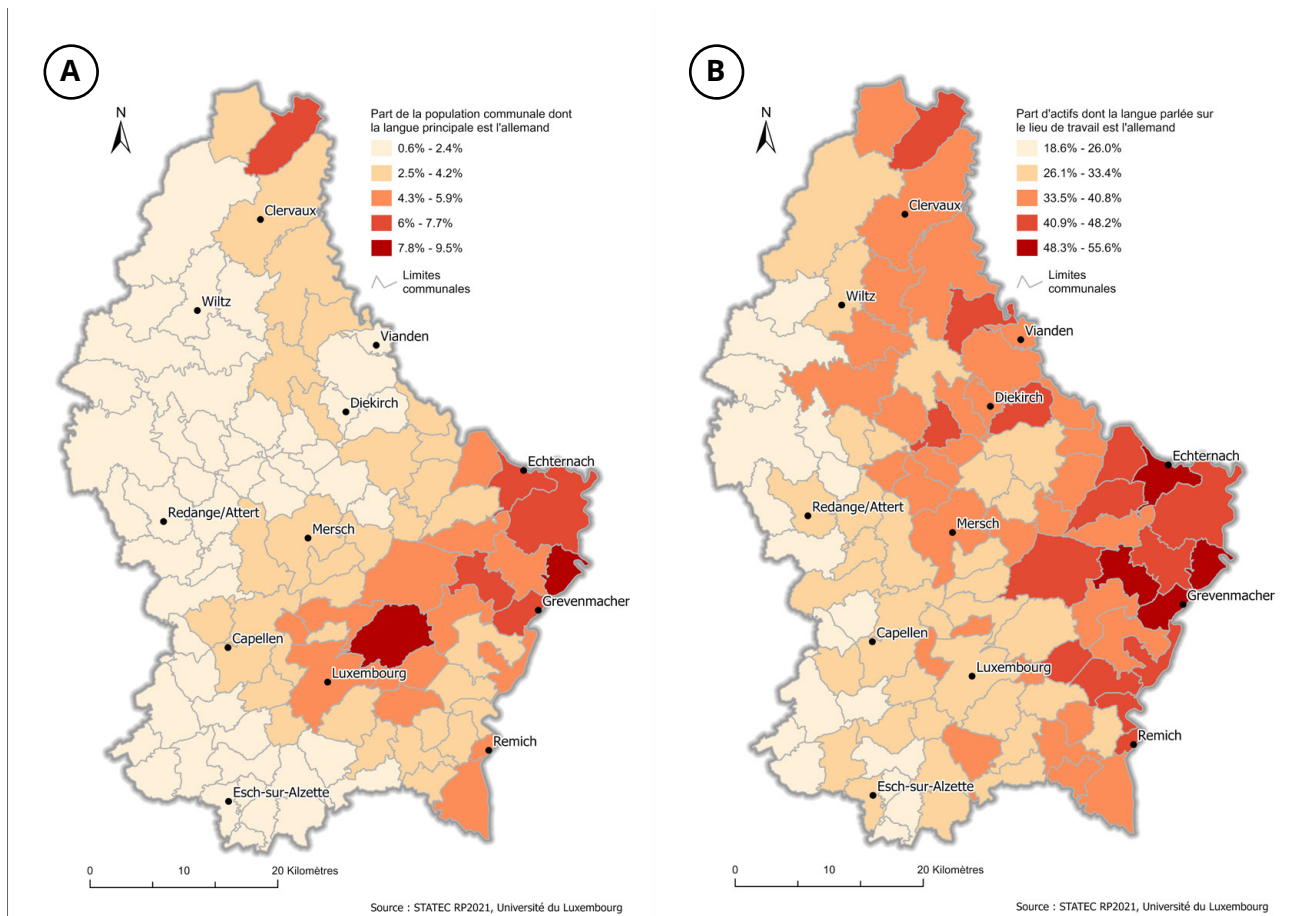 A
N
Part de la population communale dont
la langue principale est l'allemand
0.6% - 2.4%
2.5% - 4.2%
4.3% - 5.9%
6% - 7.7%
7.8% - 9.5%
Limites
communales
Clervaux
Wiltz
Vianden
Diekirch
Echternach
Redange/Attert
Mersch
Grevenmacher
Capellen
Luxembourg
Remich
Esch-sur-Alzette
0 10 20 Kilomètres
Source : STATEC RP2021, Université du Luxembourg
B
N
Part d'actifs dont la langue parlée sur
le lieu de travail est l'allemand
18.6% - 26.0%
26.1% - 33.4%
33.5% - 40.8%
40.9% - 48.2%
48.3% - 55.6%
Limites
communales
Clervaux
Wiltz
Vianden
Diekirch
Echternach
Redange/Attert
Mersch
Grevenmacher
Capellen
Luxembourg
Remich
Esch-sur-Alzette
0 10 20 Kilomètres
Source : STATEC RP2021, Université du Luxembourg